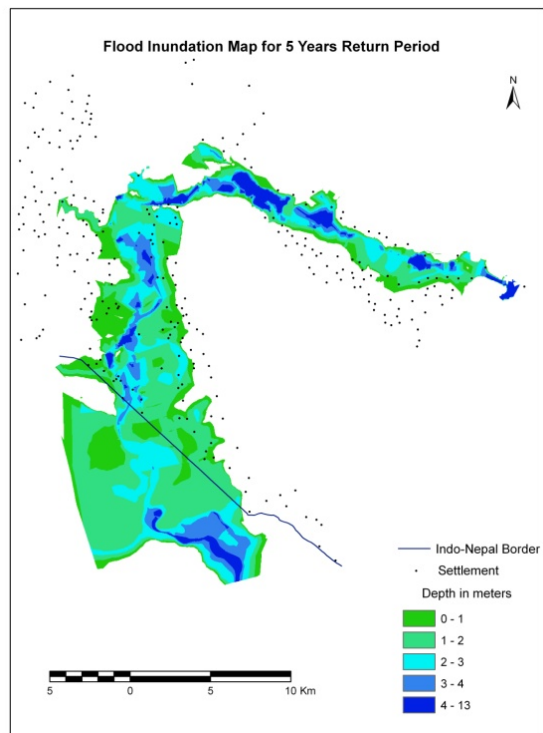 Flood Inundation Map for 5 Years Return Period
N
Indo-Nepal Border
Settlement
Depth in meters
0 - 1
1 - 2
2 - 3
3 - 4
4 - 13
5 0 5 10 Km